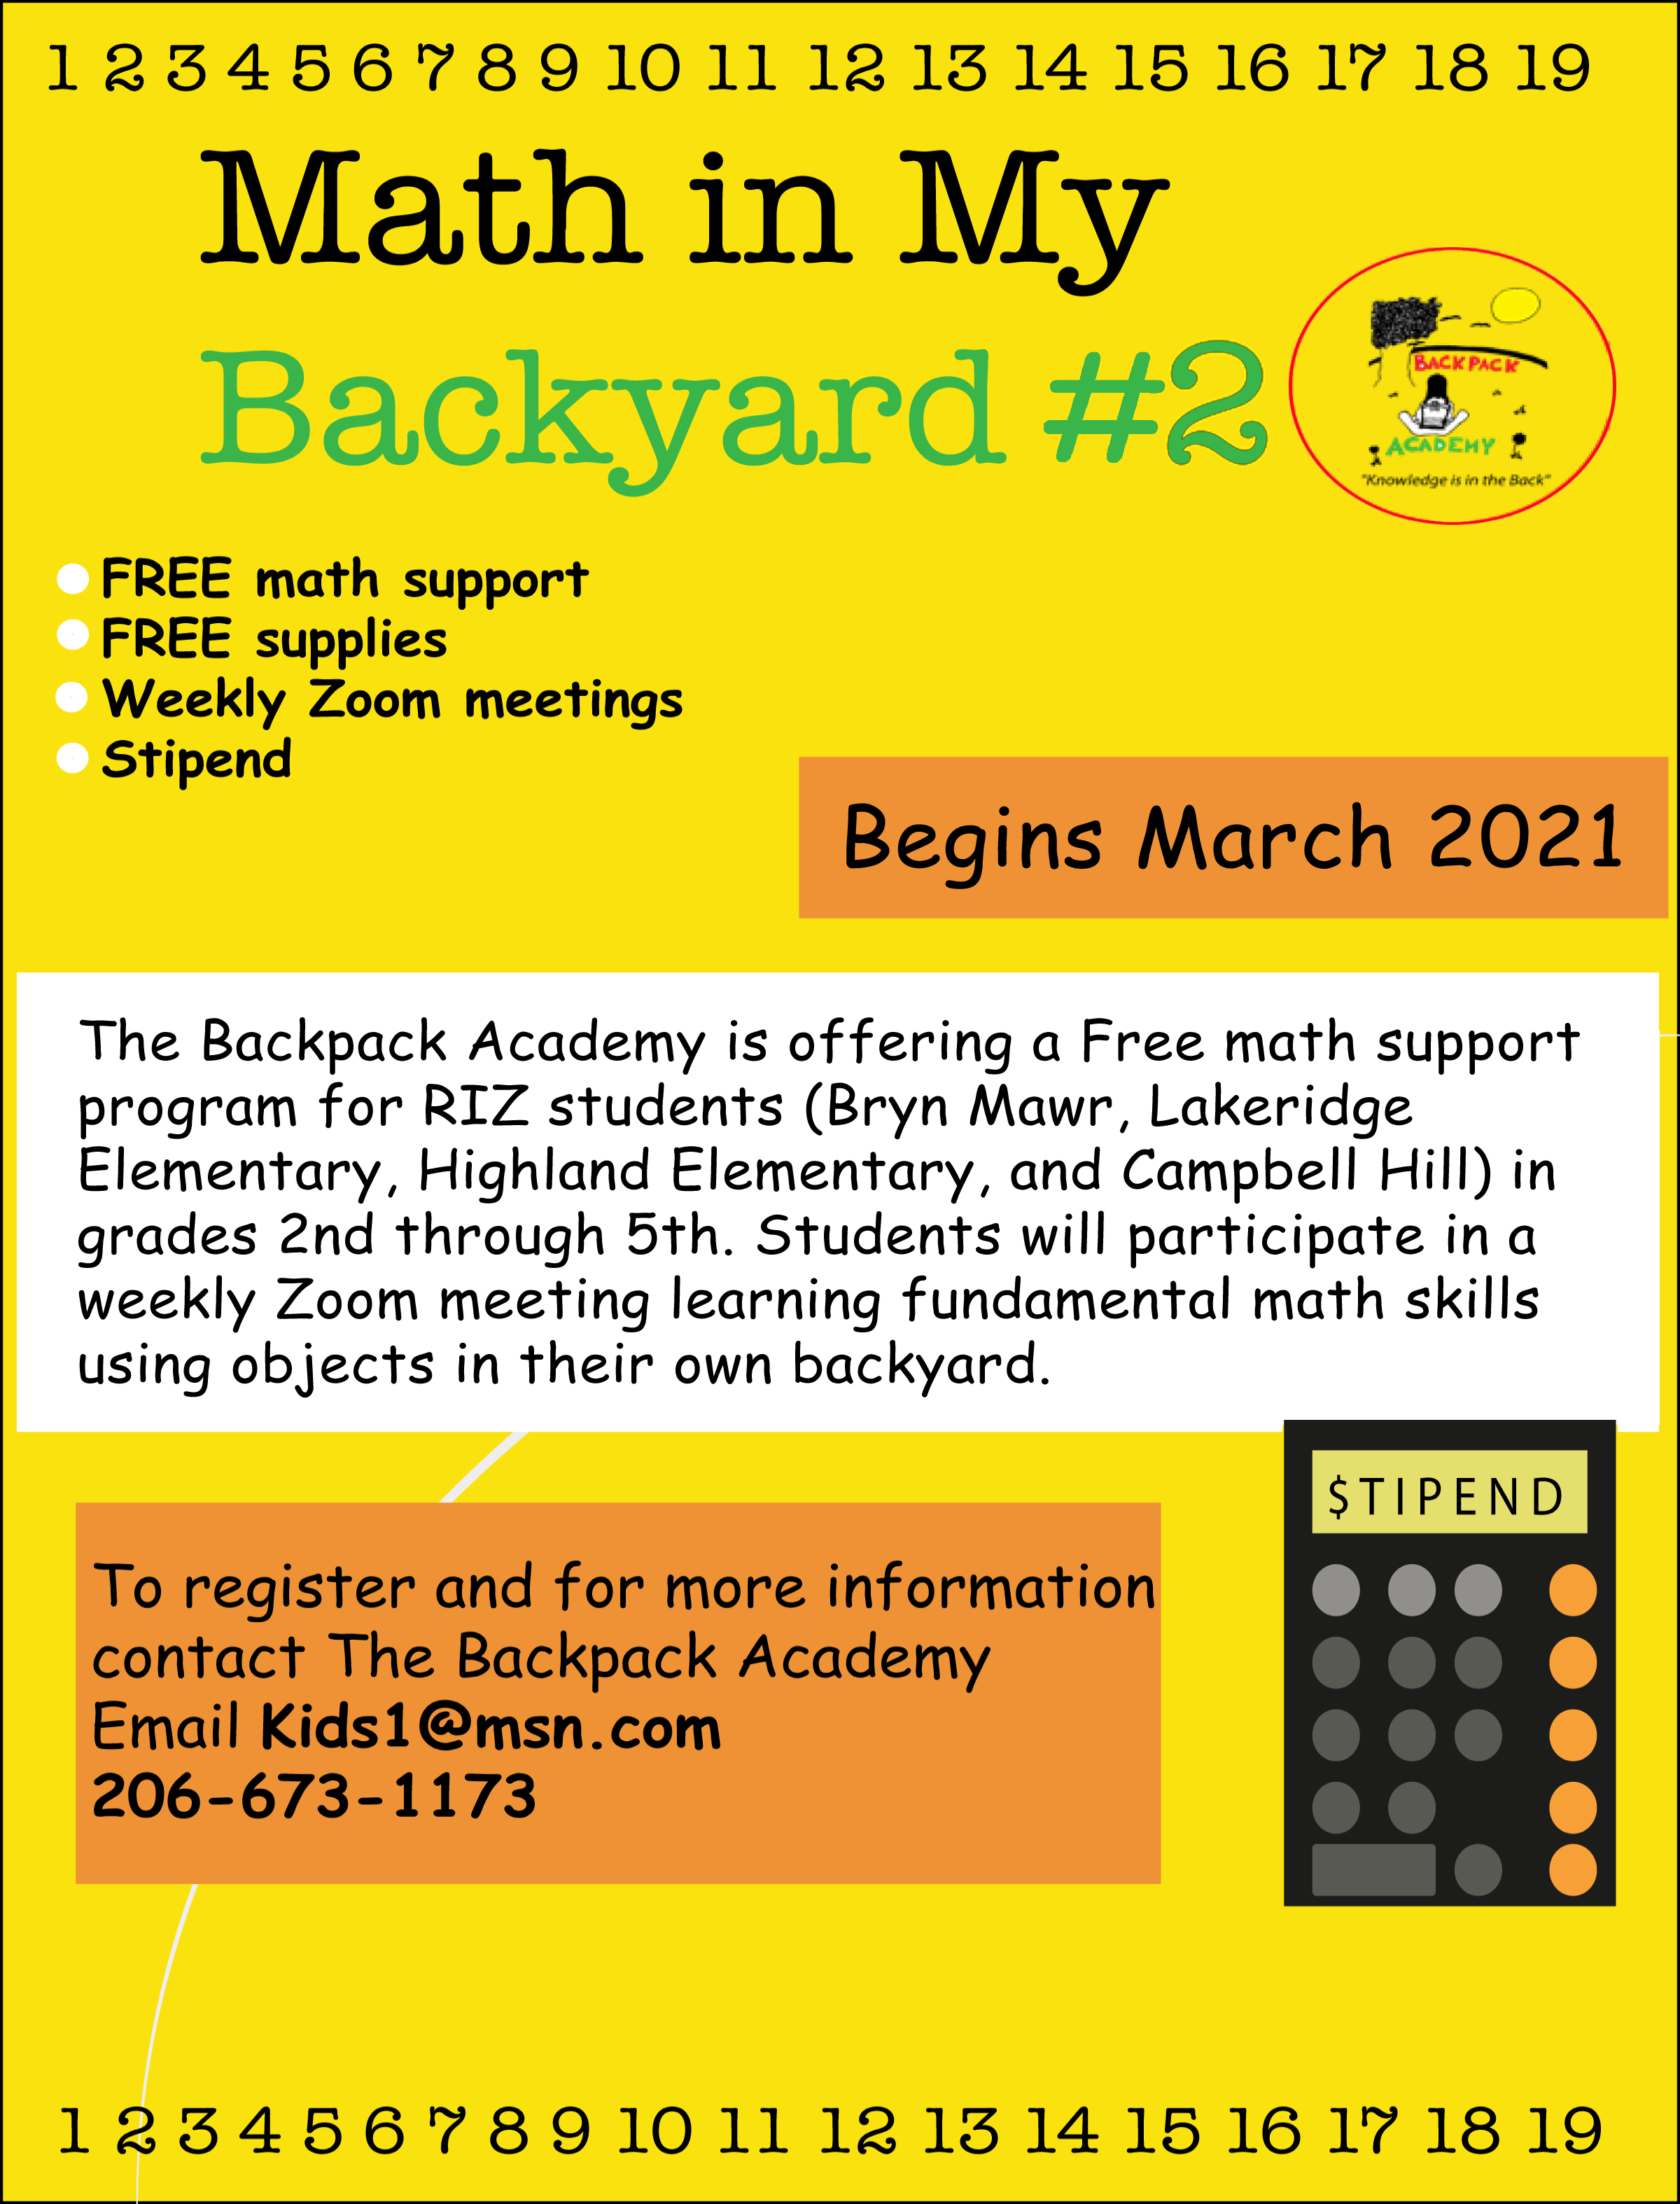 1 2 3 4 5 6 7 8 9 10 11 12 13 14 15 16 17 18 19
Math in My
Backyard #2
BACKPACK
ACADEMY
"Knowledge is in the Back"
FREE math support
FREE supplies
Weekly Zoom meetings
Stipend
Begins March 2021
The Backpack Academy is offering a Free math support
program for RIZ students (Bryn Mawr, Lakeridge
Elementary, Highland Elementary, and Campbell Hill) in
grades 2nd through 5th. Students will participate in a
weekly Zoom meeting learning fundamental math skills
using objects in their own backyard.
$TIPEND
To register and for more information
contact The Backpack Academy
Email Kids1@msn.com
206-673-1173
1 2 3 4 5 6 7 8 9 10 11 12 13 14 15 16 17 18 19